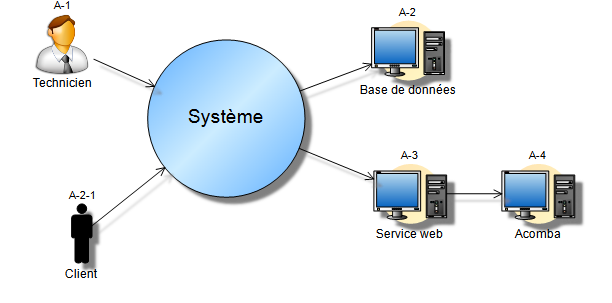 A-1
Technicien
A-2
Base de données
Système
A-3
Service web
A-4
Acomba
A-2-1
Client